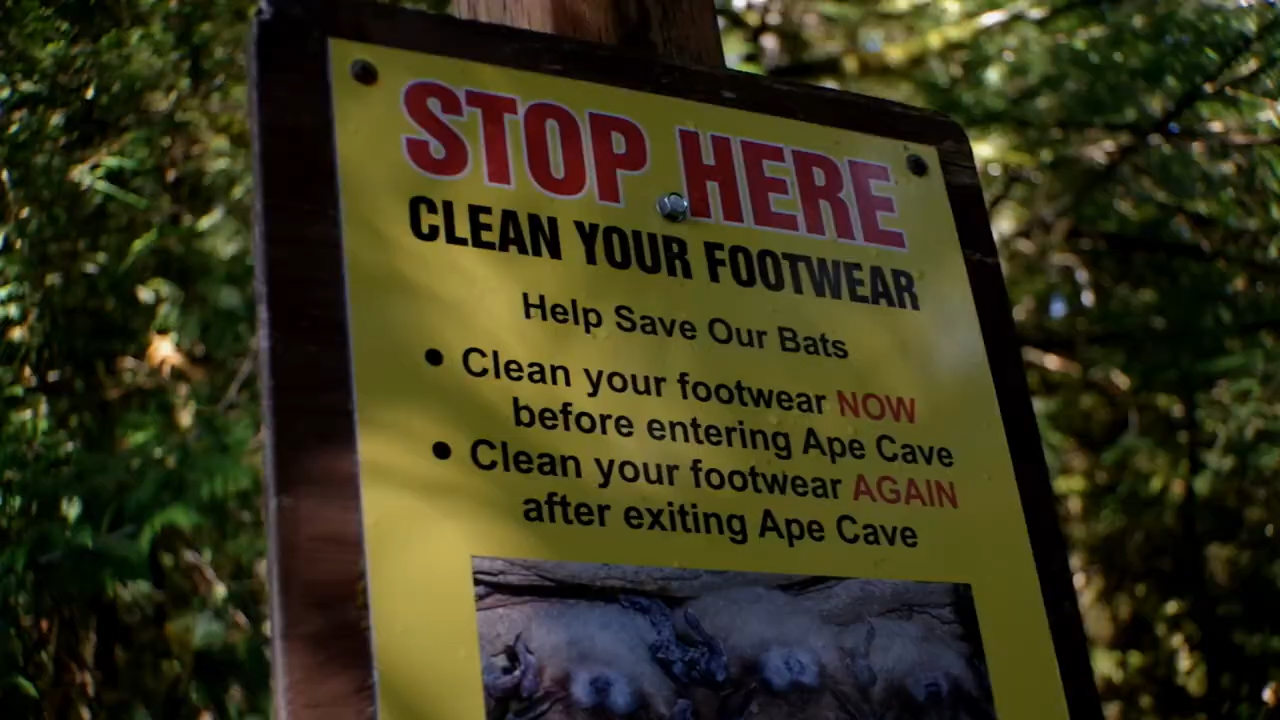 STOP HERE
CLEAN YOUR FOOTWEAR
Help Save Our Bats
• Clean your footwear NOW
before entering Ape Cave
• Clean your footwear AGAIN
after exiting Ape Cave